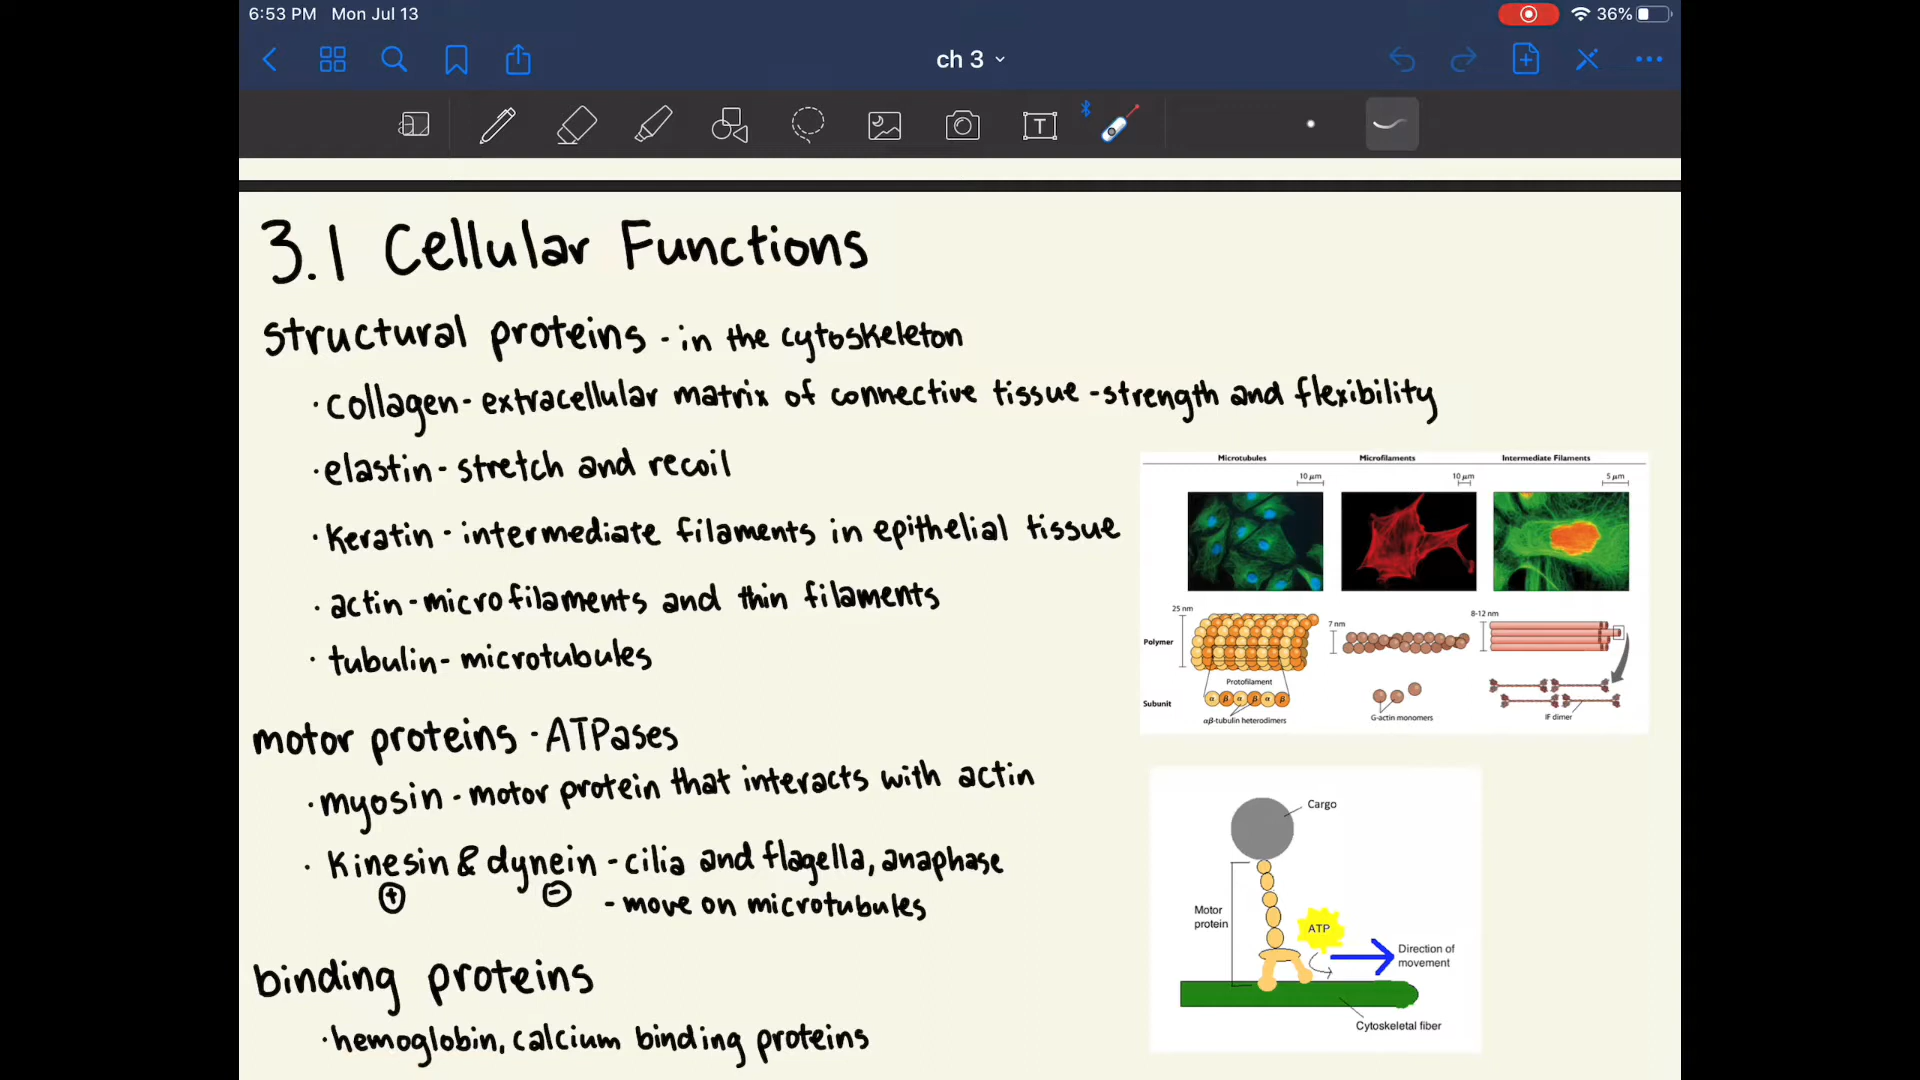 6:53 PM Mon Jul 13
36%
ch 3
T
3.1 Cellular Functions
structural proteins - in the cytoskeleton
· collagen - extracellular matrix of connective tissue - strength and flexibility
· elastin - stretch and recoil
· Keratin - intermediate filaments in epithelial tissue
· actin - microfilaments and thin filaments
· tubulin - microtubules
motor proteins - ATPases
· myosin - motor protein that interacts with actin
· Kinesin & dynein - cilia and flagella, anaphase
+ -
- move on microtubules
binding proteins
· hemoglobin, calcium binding proteins
Microtubules Microfilaments Intermediate Filaments
10 μm 10 μm 5 μm
25 nm 7 nm 8-12 nm
Polymer
Protofilament
Subunit
α β α β α β
αβ-tubulin heterodimers G-actin monomers IF dimer
Cargo
Motor protein
ATP
Direction of movement
Cytoskeletal fiber